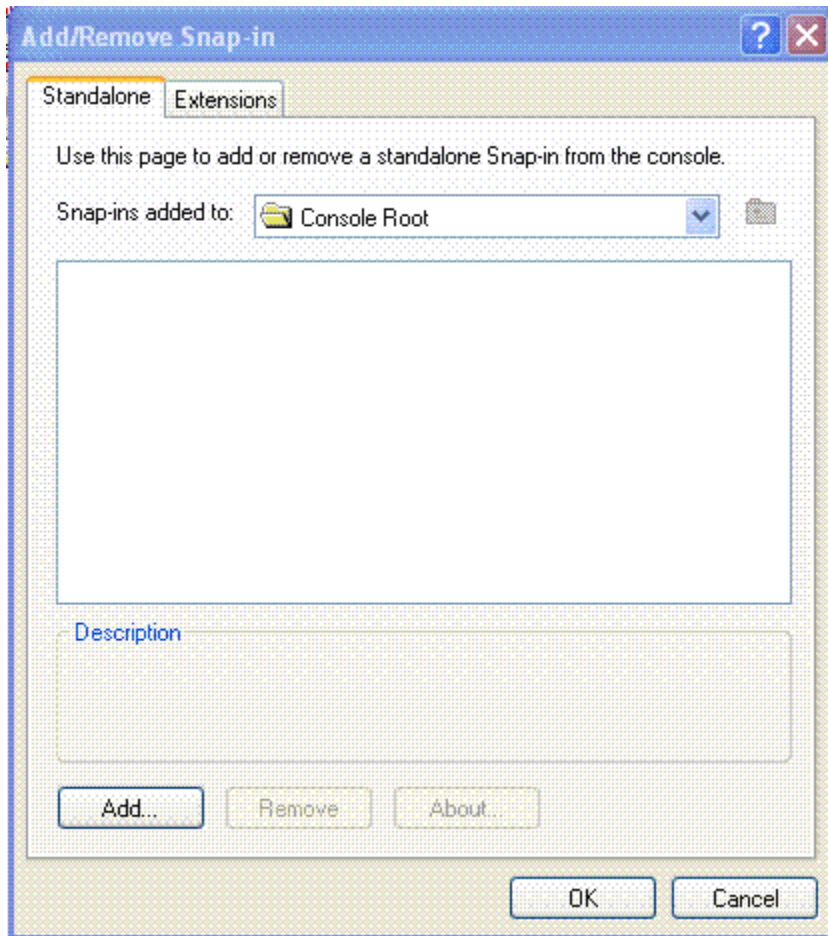 Add/Remove Snap-in
Standalone Extensions
Use this page to add or remove a standalone Snap-in from the console.
Snap-ins added to: Console Root
Description
Add... Remove About...
OK Cancel